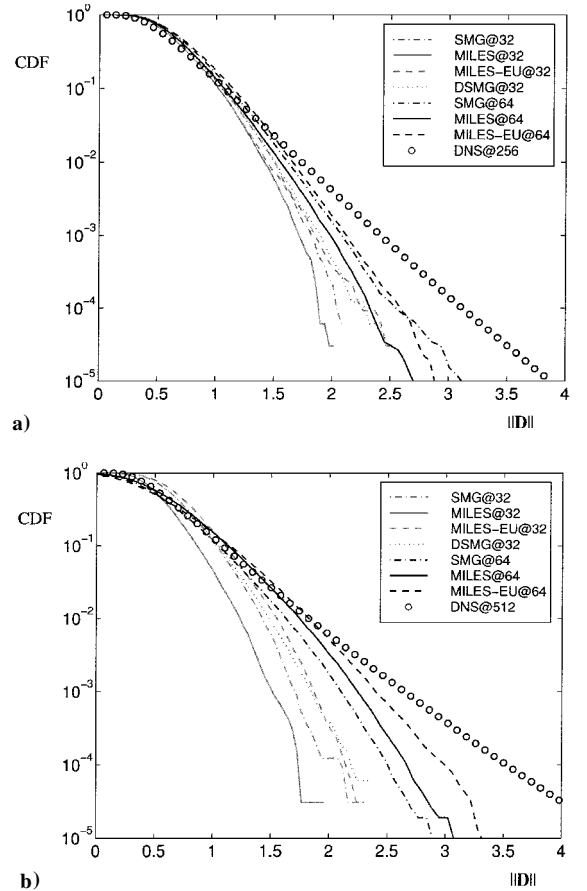 CDF
10^0
10^-1
10^-2
10^-3
10^-4
10^-5
0 0.5 1 1.5 2 2.5 3 3.5 4
||D||
SMG@32
MILES@32
MILES-EU@32
DSMG@32
SMG@64
MILES@64
MILES-EU@64
DNS@256
a)
CDF
10^0
10^-1
10^-2
10^-3
10^-4
10^-5
0 0.5 1 1.5 2 2.5 3 3.5 4
||D||
SMG@32
MILES@32
MILES-EU@32
DSMG@32
SMG@64
MILES@64
MILES-EU@64
DNS@512
b)